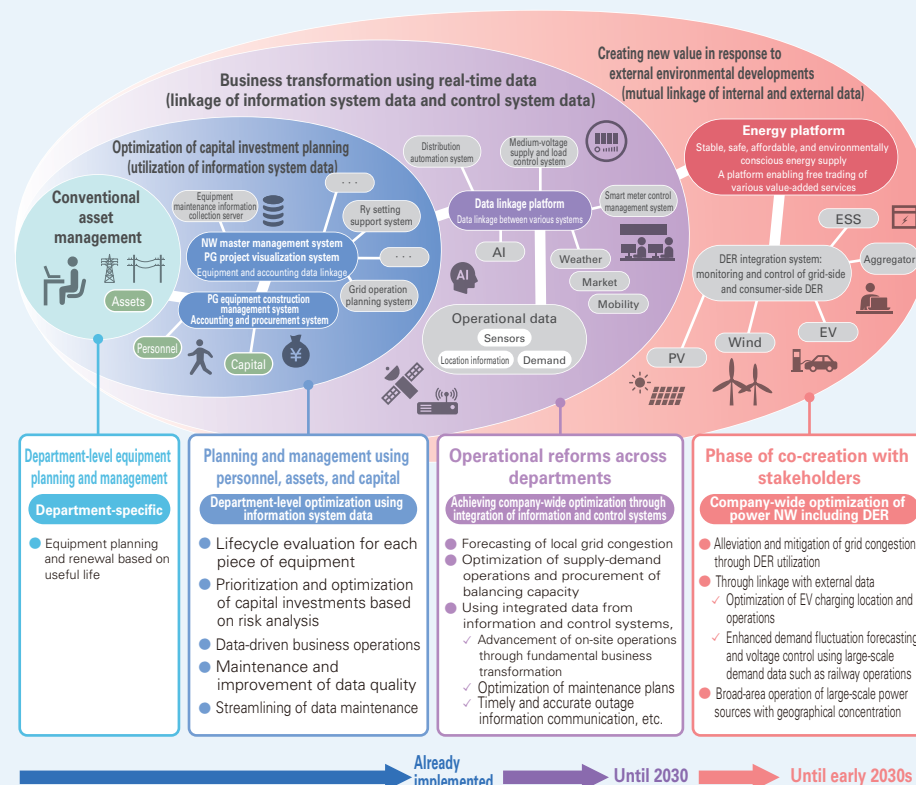 Creating new value in response to
external environmental developments
(mutual linkage of internal and external data)
Business transformation using real-time data
(linkage of information system data and control system data)
Optimization of capital investment planning
(utilization of information system data)
Conventional
asset
management
Assets
Equipment
maintenance information
collection server
· · ·
Ry setting
support system
NW master management system
PG project visualization system
Equipment and accounting data linkage
· · ·
Grid operation
planning system
PG equipment construction
management system
Accounting and procurement system
Personnel
Capital
¥
Distribution
automation system
Medium-voltage
supply and load
control system
Data linkage platform
Data linkage between various systems
Smart meter control
management system
AI
AI
Weather
Market
Mobility
Operational data
Sensors
Location information
Demand
Energy platform
Stable, safe, affordable, and environmentally
conscious energy supply
A platform enabling free trading of
various value-added services
ESS
DER integration system:
monitoring and control of grid-side
and consumer-side DER
Aggregator
EV
Wind
PV
Department-level equipment
planning and management
Department-specific
Equipment planning
and renewal based on
useful life
Planning and management using
personnel, assets, and capital
Department-level optimization using
information system data
Lifecycle evaluation for each
piece of equipment
Prioritization and optimization
of capital investments based
on risk analysis
Data-driven business operations
Maintenance and
improvement of data quality
Streamlining of data maintenance
Operational reforms across
departments
Achieving company-wide optimization through
integration of information and control systems
Forecasting of local grid congestion
Optimization of supply-demand
operations and procurement of
balancing capacity
Using integrated data from
information and control systems,
✓ Advancement of on-site operations
through fundamental business
transformation
✓ Optimization of maintenance plans
✓ Timely and accurate outage
information communication, etc.
Phase of co-creation with
stakeholders
Company-wide optimization of
power NW including DER
Alleviation and mitigation of grid congestion
through DER utilization
Through linkage with external data
✓ Optimization of EV charging location and
operations
✓ Enhanced demand fluctuation forecasting
and voltage control using large-scale
demand data such as railway operations
Broad-area operation of large-scale power
sources with geographical concentration
Already
implemented
Until 2030
Until early 2030s